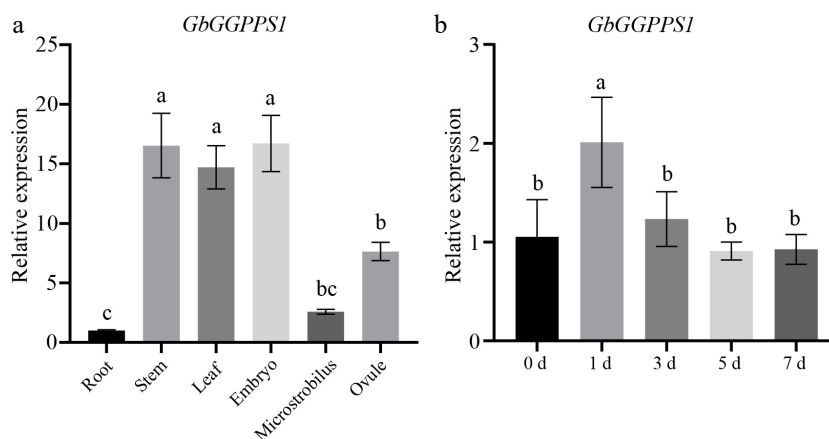 a
GbGGPPS1
25
20
15
10
5
0
Relative expression
c
a
a
a
bc
b
Root
Stem
Leaf
Embryo
Microstrobilus
Ovule
b
GbGGPPS1
3
2
1
0
Relative expression
b
a
b
b
b
0 d
1 d
3 d
5 d
7 d